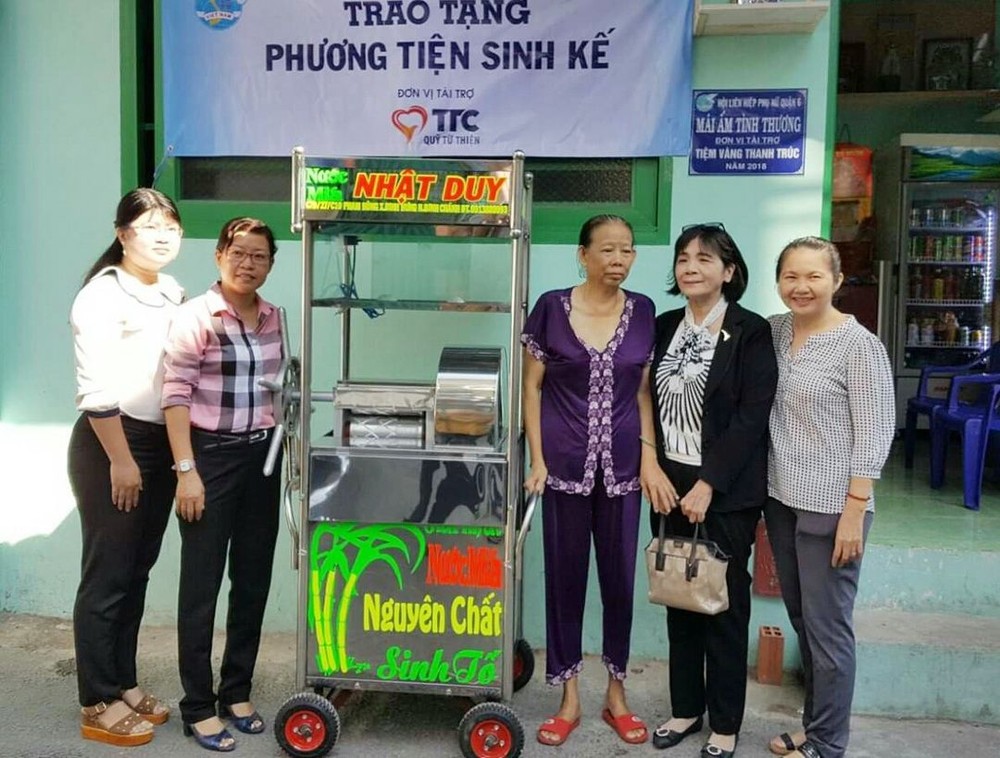 VIỆT NAM
TRAO TẶNG
PHƯƠNG TIỆN SINH KẾ
ĐƠN VỊ TÀI TRỢ
TTC
QUỸ TỪ THIỆN
HỘI LIÊN HIỆP PHỤ NỮ QUẬN 6
MÁI ẤM TÌNH THƯƠNG
ĐƠN VỊ TÀI TRỢ
TIỆM VÀNG THANH TRÚC
NĂM 2018
Nước Mía
NHẬT DUY
Nước Mía
Nguyên Chất
Sinh Tố